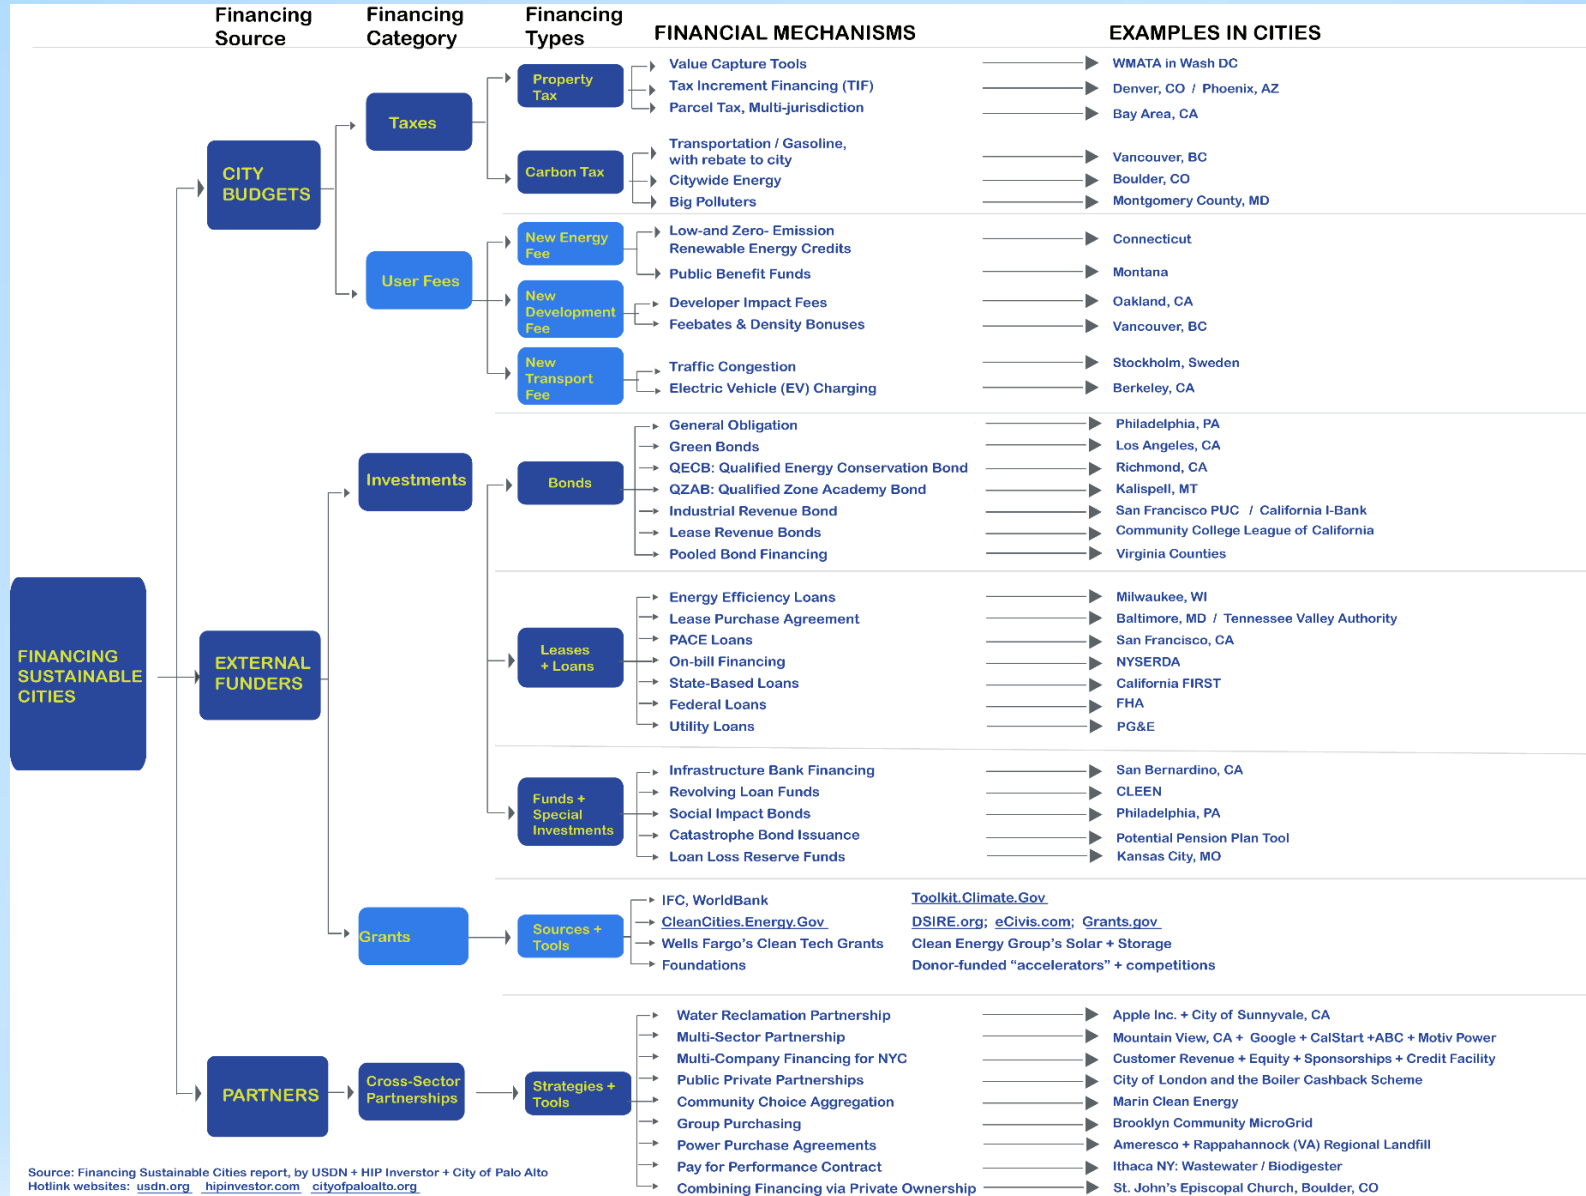 Financing Source
Financing Category
Financing Types
FINANCIAL MECHANISMS
EXAMPLES IN CITIES
FINANCING
SUSTAINABLE
CITIES
CITY
BUDGETS
Taxes
Property
Tax
Value Capture Tools
WMATA in Wash DC
Tax Increment Financing (TIF)
Denver, CO / Phoenix, AZ
Parcel Tax, Multi-jurisdiction
Bay Area, CA
Carbon Tax
Transportation / Gasoline,
with rebate to city
Vancouver, BC
Citywide Energy
Boulder, CO
Big Polluters
Montgomery County, MD
User Fees
New Energy
Fee
Low-and Zero- Emission
Renewable Energy Credits
Connecticut
Public Benefit Funds
Montana
New
Development
Fee
Developer Impact Fees
Oakland, CA
Feebates & Density Bonuses
Vancouver, BC
New
Transport
Fee
Traffic Congestion
Stockholm, Sweden
Electric Vehicle (EV) Charging
Berkeley, CA
EXTERNAL
FUNDERS
Investments
Bonds
General Obligation
Philadelphia, PA
Green Bonds
Los Angeles, CA
QECB: Qualified Energy Conservation Bond
Richmond, CA
QZAB: Qualified Zone Academy Bond
Kalispell, MT
Industrial Revenue Bond
San Francisco PUC / California I-Bank
Lease Revenue Bonds
Community College League of California
Pooled Bond Financing
Virginia Counties
Leases
+ Loans
Energy Efficiency Loans
Milwaukee, WI
Lease Purchase Agreement
Baltimore, MD / Tennessee Valley Authority
PACE Loans
San Francisco, CA
On-bill Financing
NYSERDA
State-Based Loans
California FIRST
Federal Loans
FHA
Utility Loans
PG&E
Funds +
Special
Investments
Infrastructure Bank Financing
San Bernardino, CA
Revolving Loan Funds
CLEEN
Social Impact Bonds
Philadelphia, PA
Catastrophe Bond Issuance
Potential Pension Plan Tool
Loan Loss Reserve Funds
Kansas City, MO
Grants
Sources +
Tools
IFC, WorldBank
Toolkit.Climate.Gov
CleanCities.Energy.Gov
DSIRE.org; eCivis.com; Grants.gov
Wells Fargo's Clean Tech Grants
Clean Energy Group's Solar + Storage
Foundations
Donor-funded "accelerators" + competitions
PARTNERS
Cross-Sector
Partnerships
Strategies +
Tools
Water Reclamation Partnership
Apple Inc. + City of Sunnyvale, CA
Multi-Sector Partnership
Mountain View, CA + Google + CalStart +ABC + Motiv Power
Multi-Company Financing for NYC
Customer Revenue + Equity + Sponsorships + Credit Facility
Public Private Partnerships
City of London and the Boiler Cashback Scheme
Community Choice Aggregation
Marin Clean Energy
Group Purchasing
Brooklyn Community MicroGrid
Power Purchase Agreements
Ameresco + Rappahannock (VA) Regional Landfill
Pay for Performance Contract
Ithaca NY: Wastewater / Biodigester
Combining Financing via Private Ownership
St. John's Episcopal Church, Boulder, CO
Source: Financing Sustainable Cities report, by USDN + HIP Inverstor + City of Palo Alto
Hotlink websites: usdn.org hipinvestor.com cityofpaloalto.org